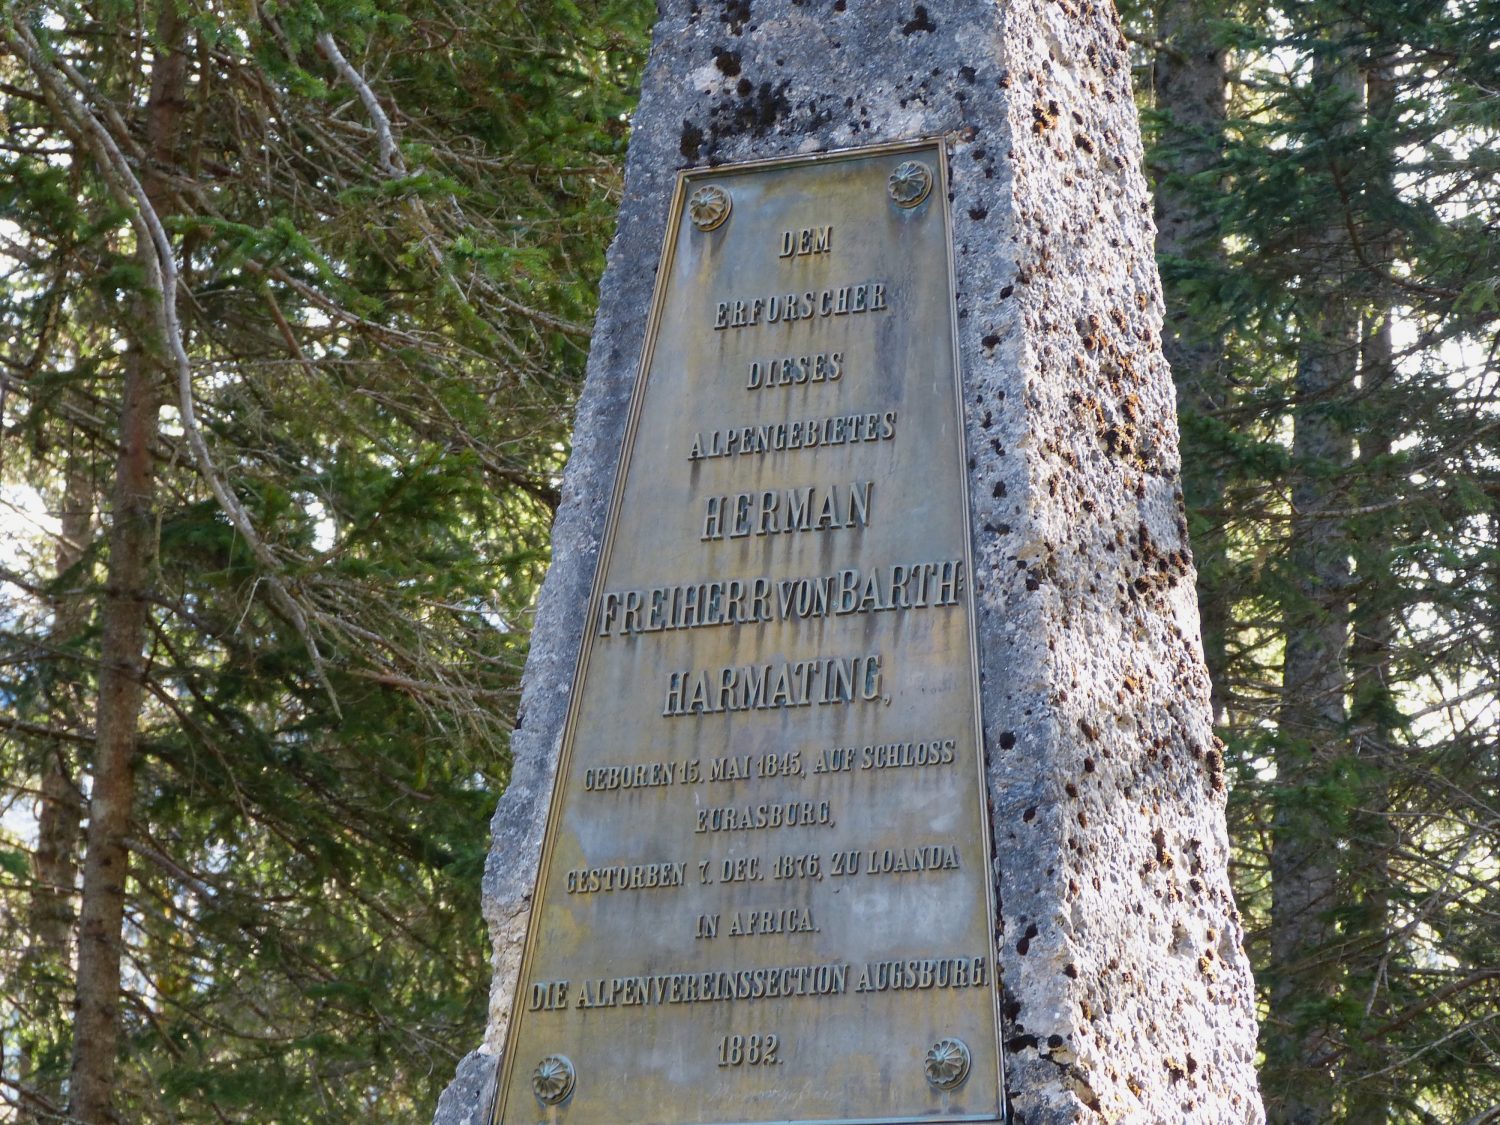 DEM
ERFORSCHER
DIESES
ALPENGEBIETES
HERMAN
FREIHERR VON BARTH
HARMATING,
GEBOREN 15. MAI 1845, AUF SCHLOSS
EURASBURG,
GESTORBEN 7. DEC. 1876, ZU LOANDA
IN AFRICA.
DIE ALPENVEREINSSECTION AUGSBURG.
1882.